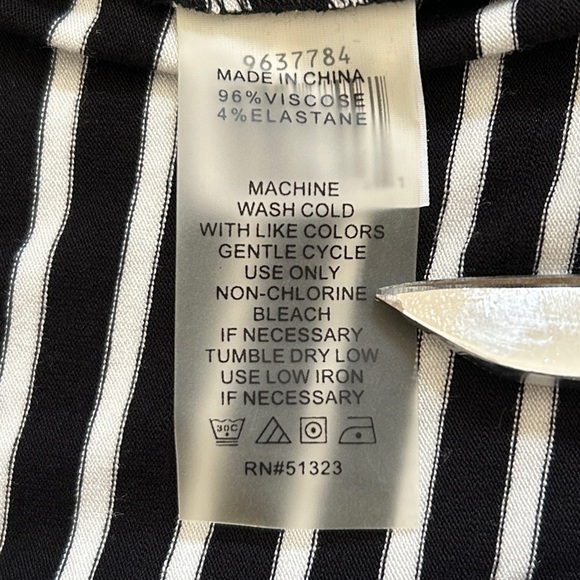 9637784
MADE IN CHINA
96%VISCOSE
4%ELASTANE
MACHINE
WASH COLD
WITH LIKE COLORS
GENTLE CYCLE
USE ONLY
NON-CHLORINE
BLEACH
IF NECESSARY
TUMBLE DRY LOW
USE LOW IRON
IF NECESSARY
30C
RN#51323